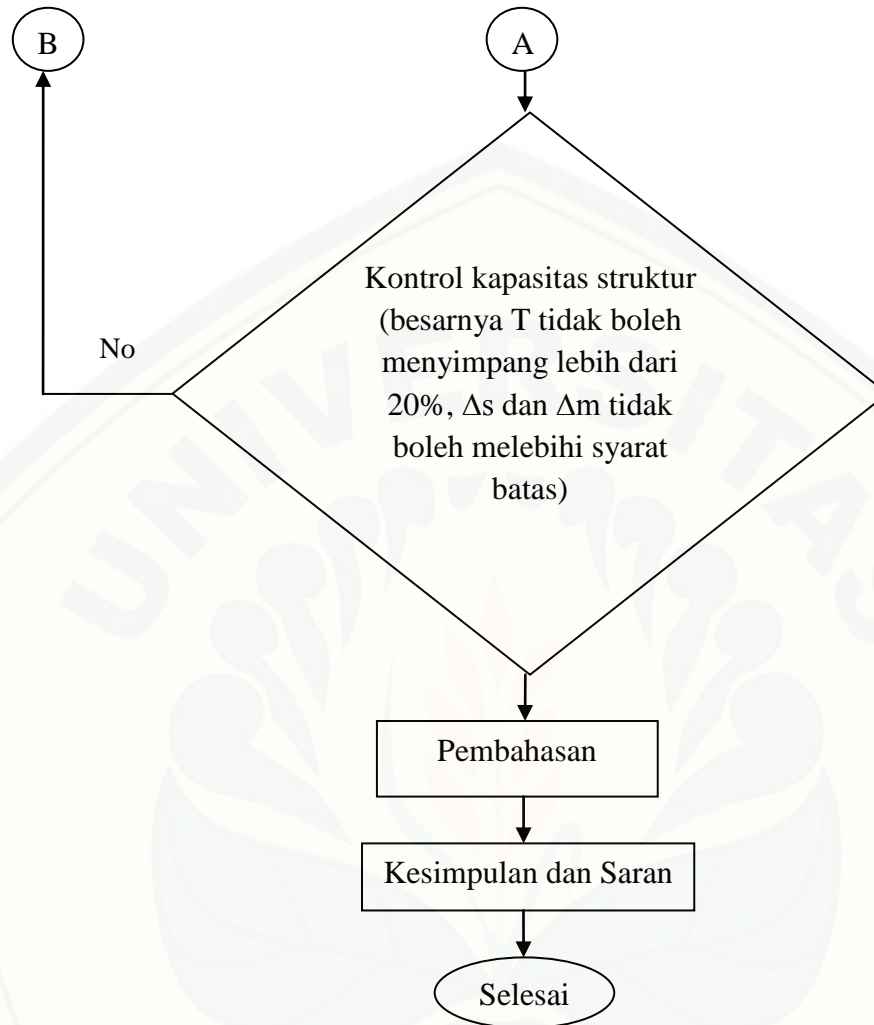 B
A
Kontrol kapasitas struktur
(besarnya T tidak boleh
menyimpang lebih dari
20%, Δs dan Δm tidak
boleh melebihi syarat
batas)
No
Pembahasan
Kesimpulan dan Saran
Selesai
UNIVERSITAS